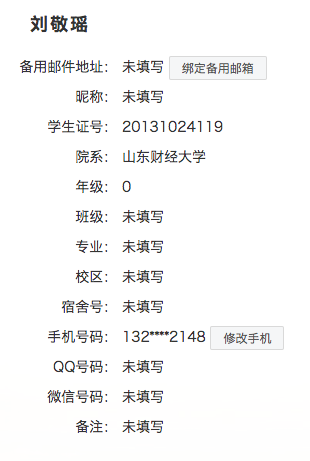 刘敬瑶
备用邮件地址： 未填写 绑定备用邮箱
昵称： 未填写
学生证号： 20131024119
院系： 山东财经大学
年级： 0
班级： 未填写
专业： 未填写
校区： 未填写
宿舍号： 未填写
手机号码： 132****2148 修改手机
QQ号码： 未填写
微信号码： 未填写
备注： 未填写